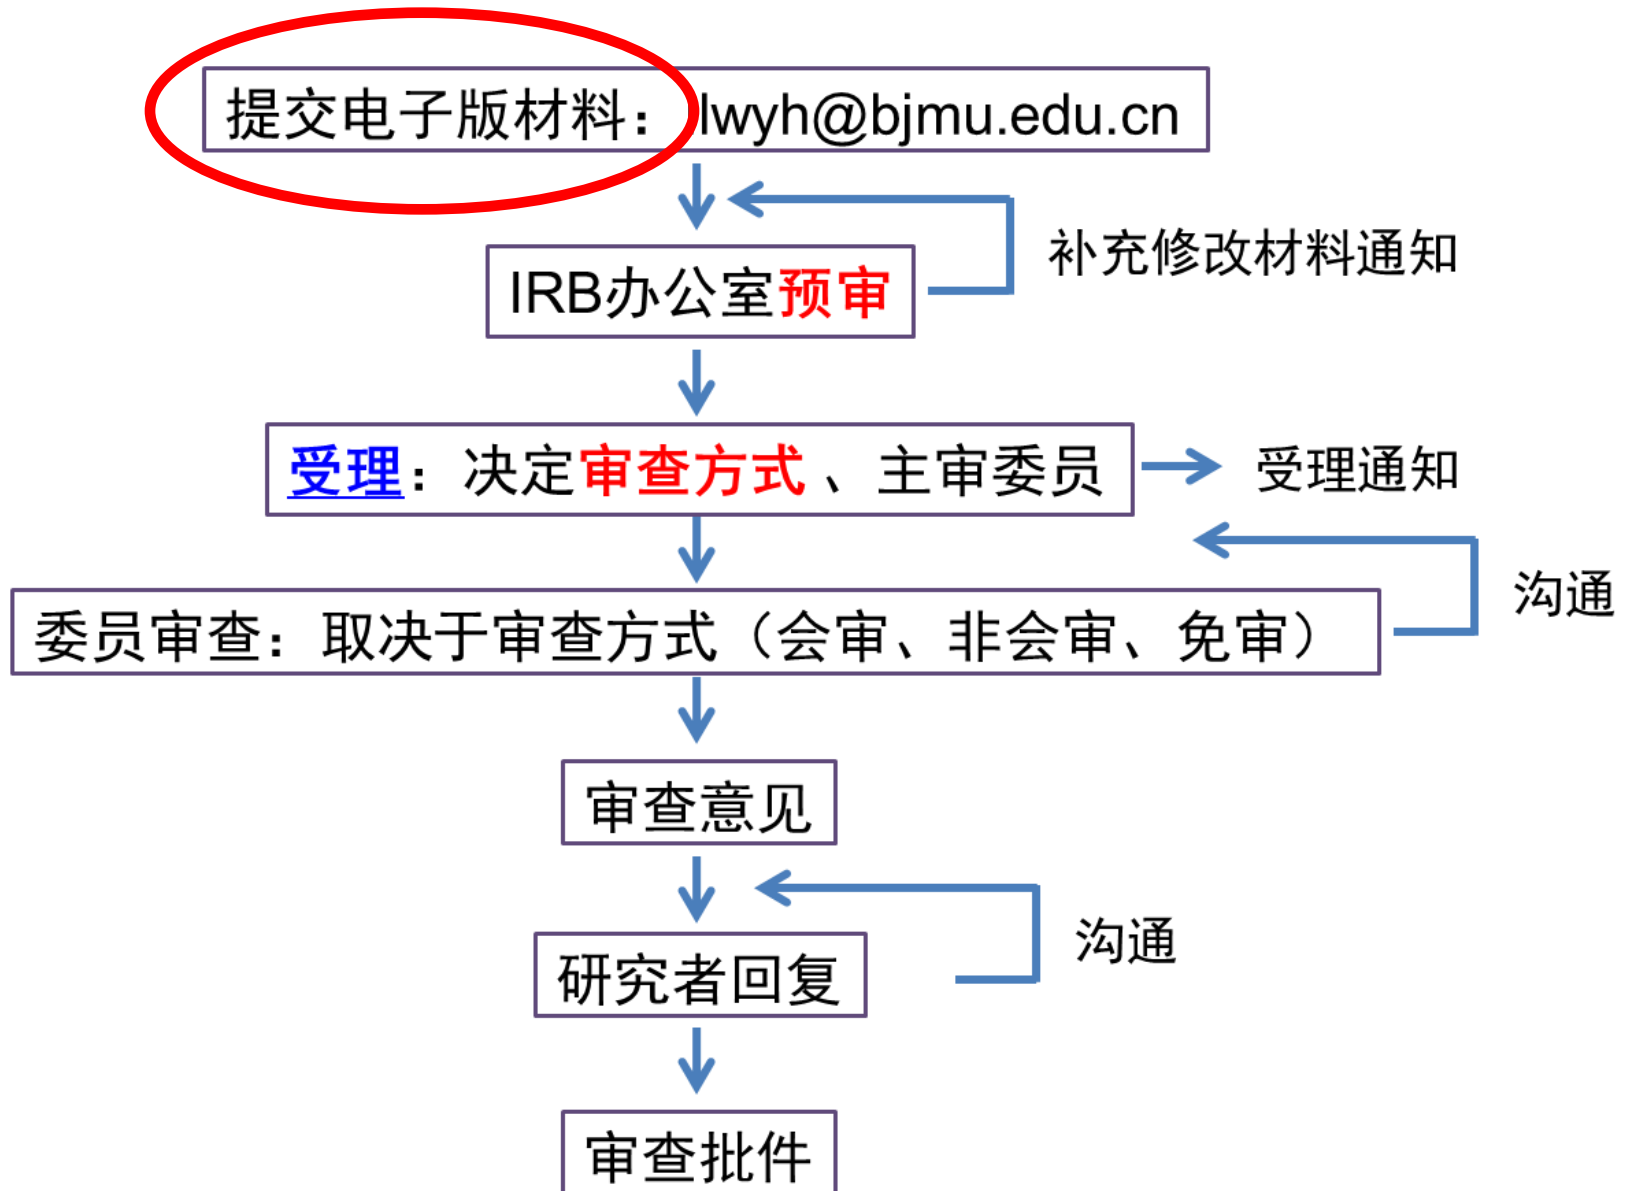 提交电子版材料： lwyh@bjmu.edu.cn
补充修改材料通知
IRB办公室预审
受理：决定审查方式、主审委员
受理通知
沟通
委员审查：取决于审查方式（会审、非会审、免审）
审查意见
沟通
研究者回复
审查批件